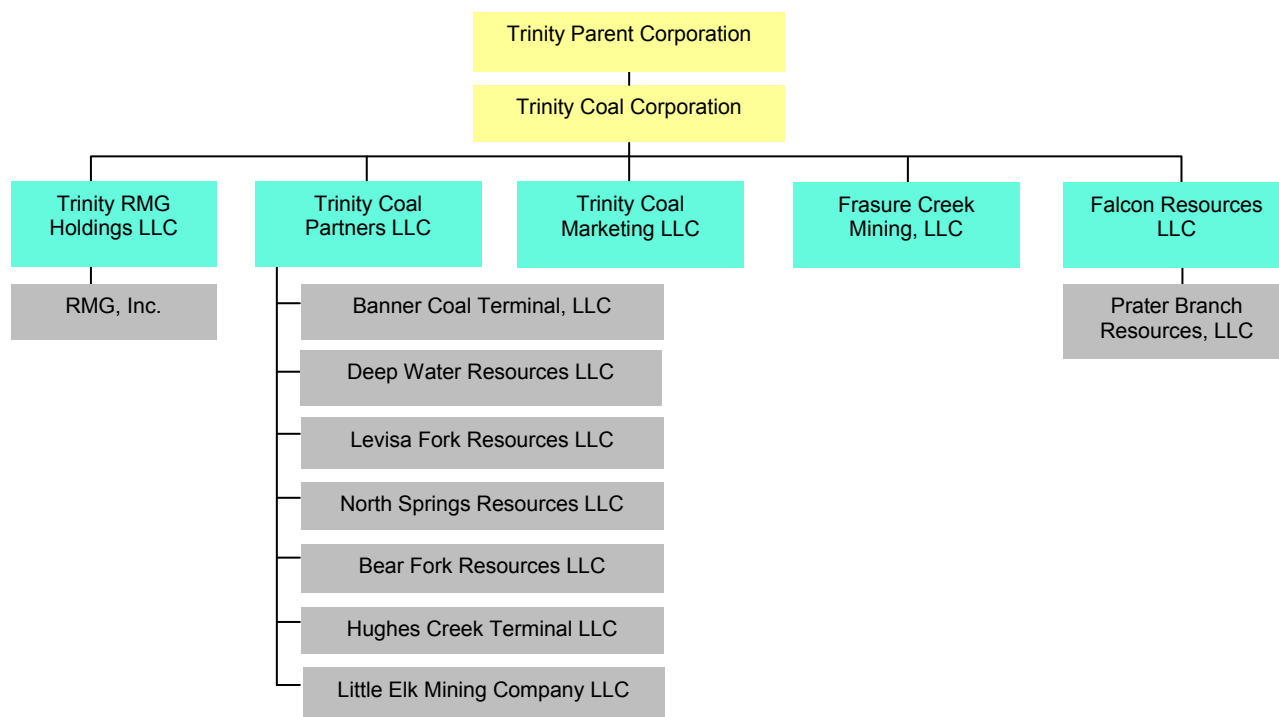 Trinity Parent Corporation
Trinity Coal Corporation
Trinity RMG
Holdings LLC
Trinity Coal
Partners LLC
Trinity Coal
Marketing LLC
Frasure Creek
Mining, LLC
Falcon Resources
LLC
RMG, Inc.
Banner Coal Terminal, LLC
Deep Water Resources LLC
Levisa Fork Resources LLC
North Springs Resources LLC
Bear Fork Resources LLC
Hughes Creek Terminal LLC
Little Elk Mining Company LLC
Prater Branch
Resources, LLC